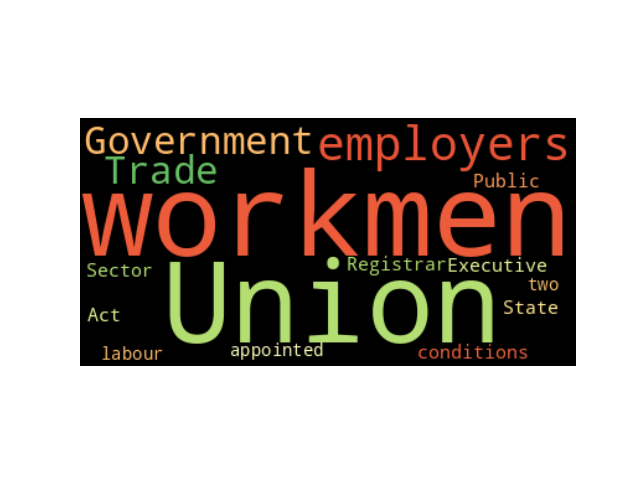 Government employers
Trade
Public
workmen
Sector Registrar Executive
Union
two
State
Act
labour appointed conditions